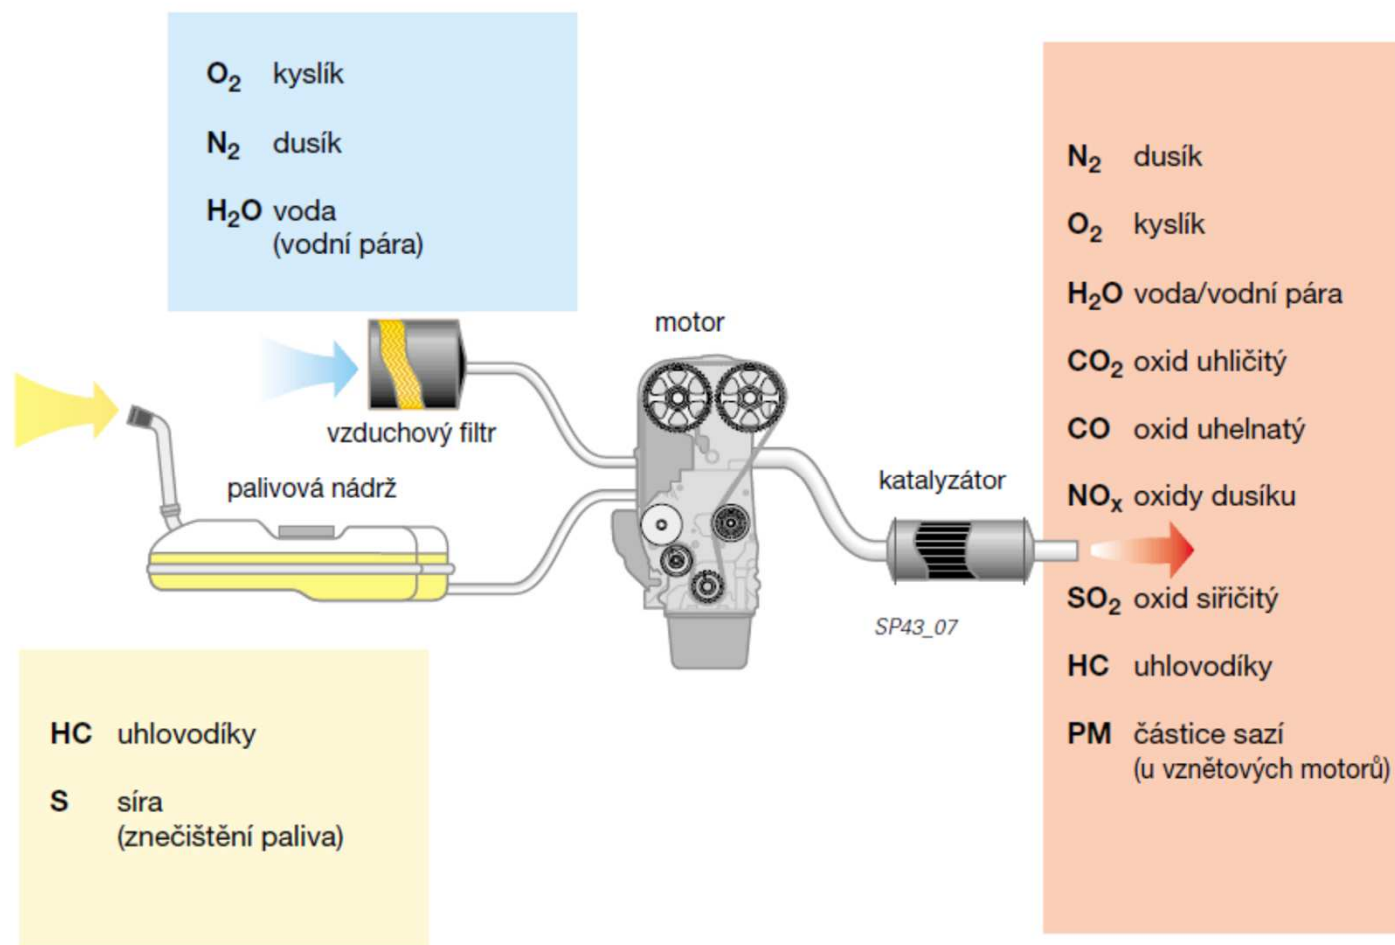 O₂ kyslík
N₂ dusík
H₂O voda
(vodní pára)
vzduchový filtr
palivová nádrž
HC uhlovodíky
S síra
(znečištění paliva)
motor
katalyzátor
SP43_07
N₂ dusík
O₂ kyslík
H₂O voda/vodní pára
CO₂ oxid uhličitý
CO oxid uhelnatý
NOₓ oxidy dusíku
SO₂ oxid siřičitý
HC uhlovodíky
PM částice sazí
(u vznětových motorů)